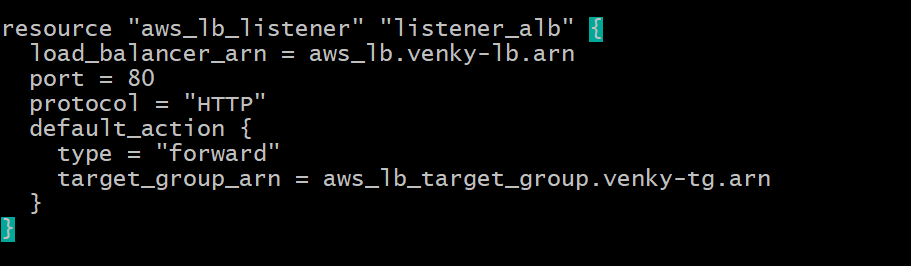 resource "aws_lb_listener" "listener_alb" {
  load_balancer_arn = aws_lb.venky-lb.arn
  port = 80
  protocol = "HTTP"
  default_action {
    type = "forward"
    target_group_arn = aws_lb_target_group.venky-tg.arn
  }
}